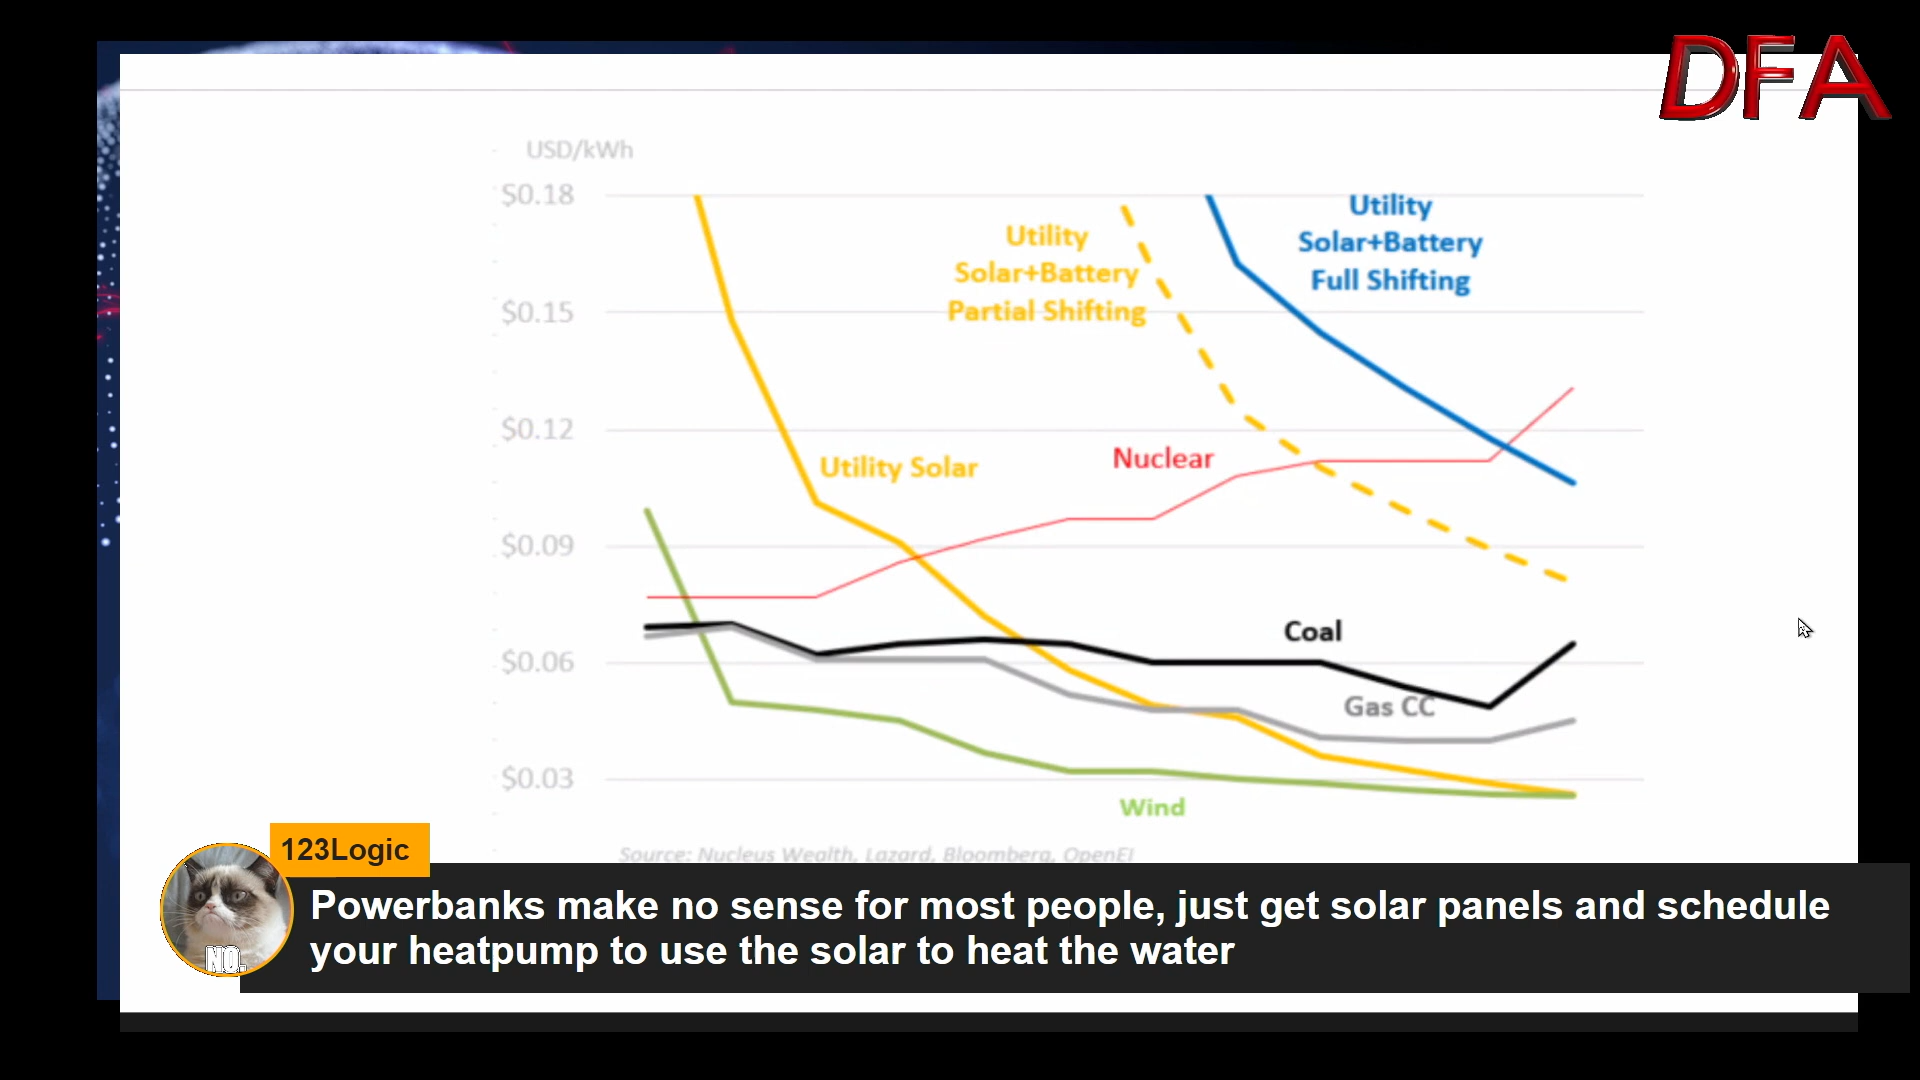 DFA
USD/kWh
$0.18
$0.15
$0.12
$0.09
$0.06
$0.03
Utility
Solar+Battery
Partial Shifting
Utility
Solar+Battery
Full Shifting
Utility Solar
Nuclear
Coal
Gas CC
Wind
Source: Nucleus Wealth, Lazard, Bloomberg, OpenEI
123Logic
NO.
Powerbanks make no sense for most people, just get solar panels and schedule
your heatpump to use the solar to heat the water